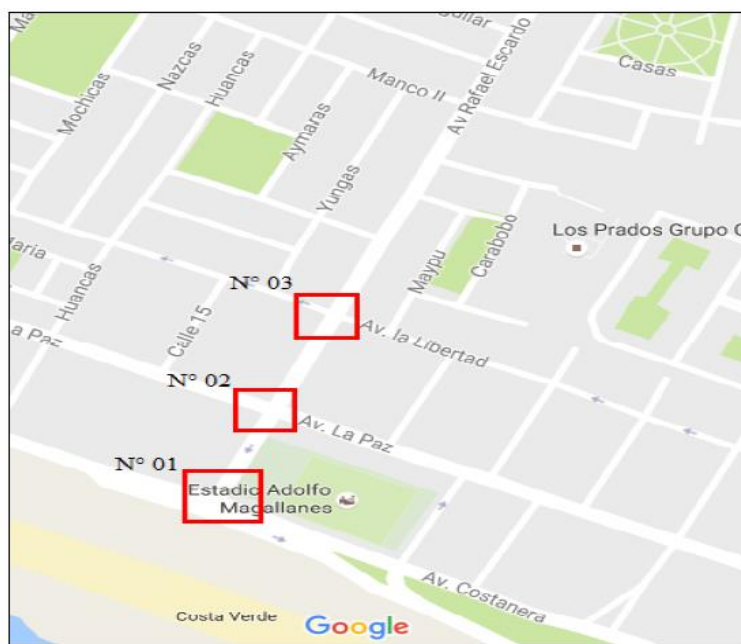 Mochicas
Nazcas
Huancas
Aymaras
Yungas
Manco II
Av Rafael Escardo
Casas
Los Prados Grupo
Maypu
Carabobo
N° 03
Huancas
Calle 15
Av. la Libertad
a Paz
N° 02
Av. La Paz
N° 01
Estadio Adolfo
Magallanes
Av. Costanera
Costa Verde
Google